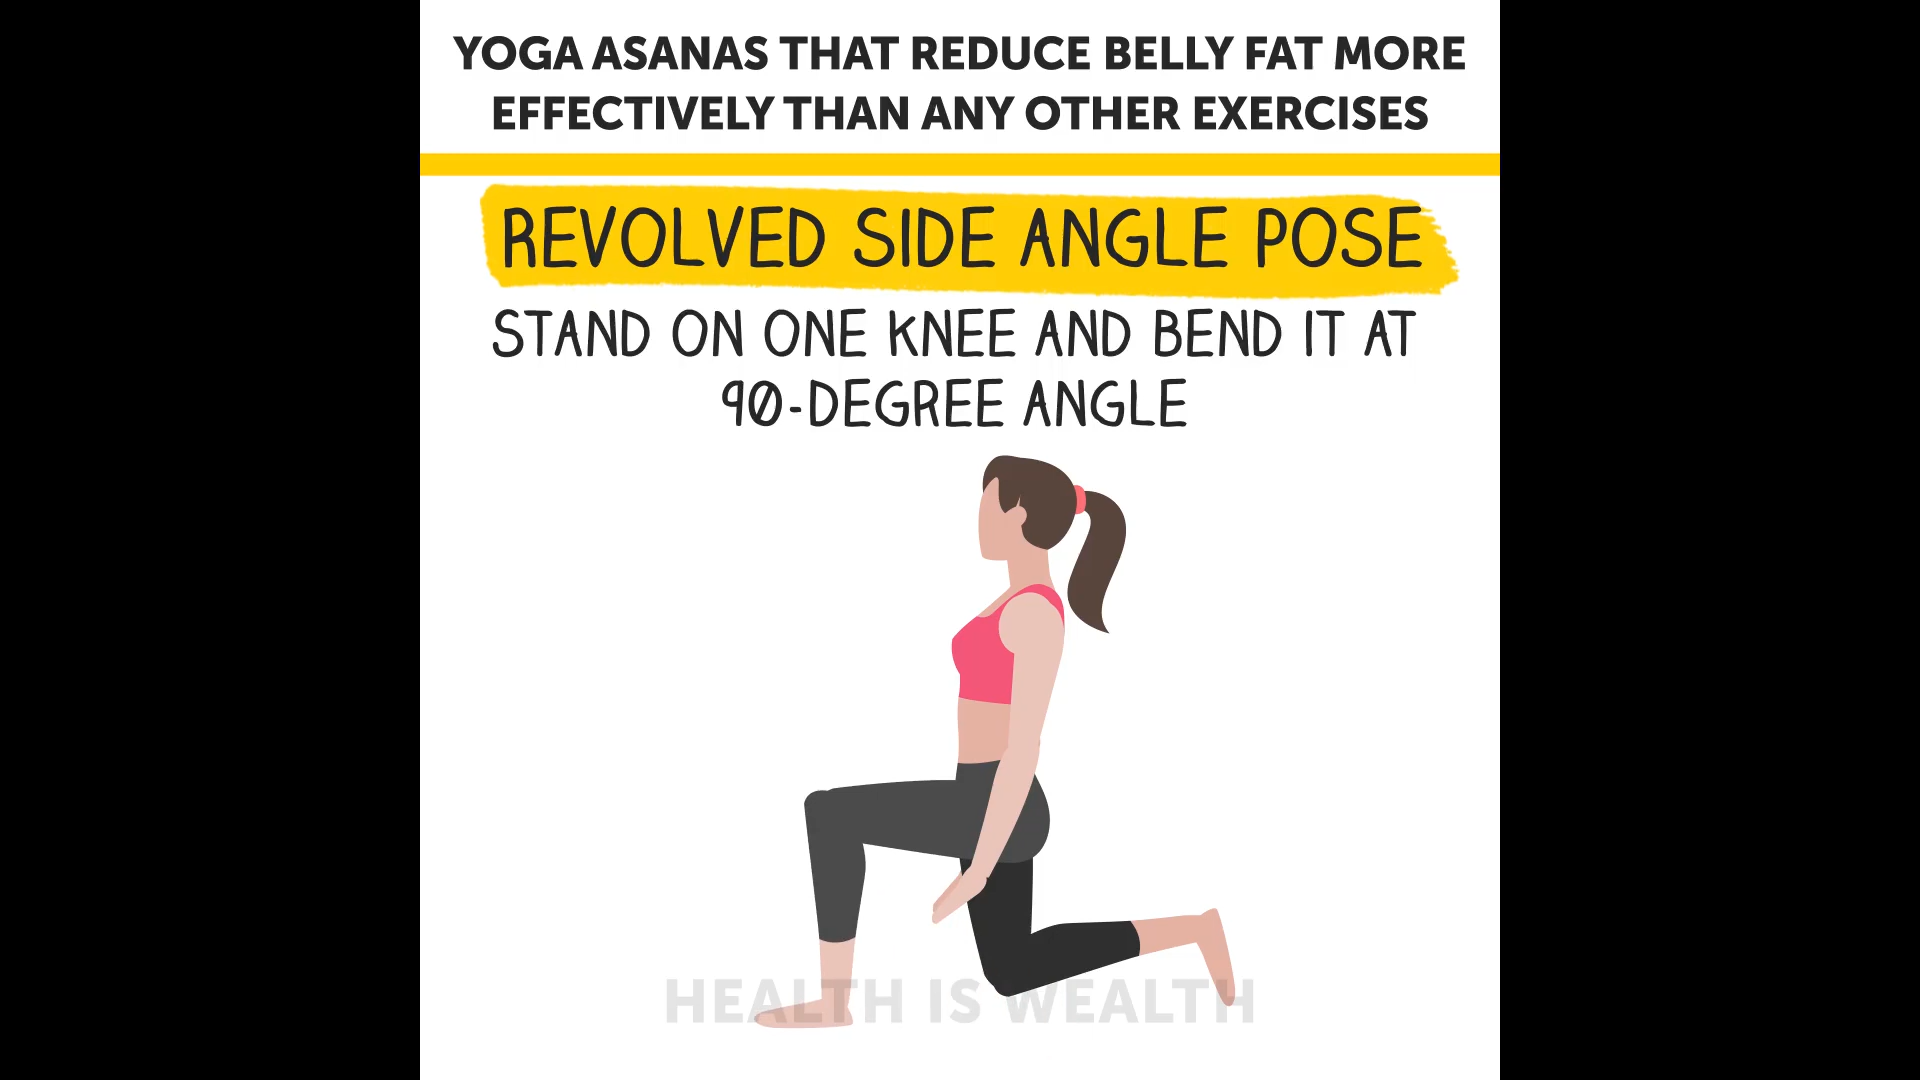 YOGA ASANAS THAT REDUCE BELLY FAT MORE
EFFECTIVELY THAN ANY OTHER EXERCISES
REVOLVED SIDE ANGLE POSE
STAND ON ONE KNEE AND BEND IT AT
90-DEGREE ANGLE
HEALTH IS WEALTH